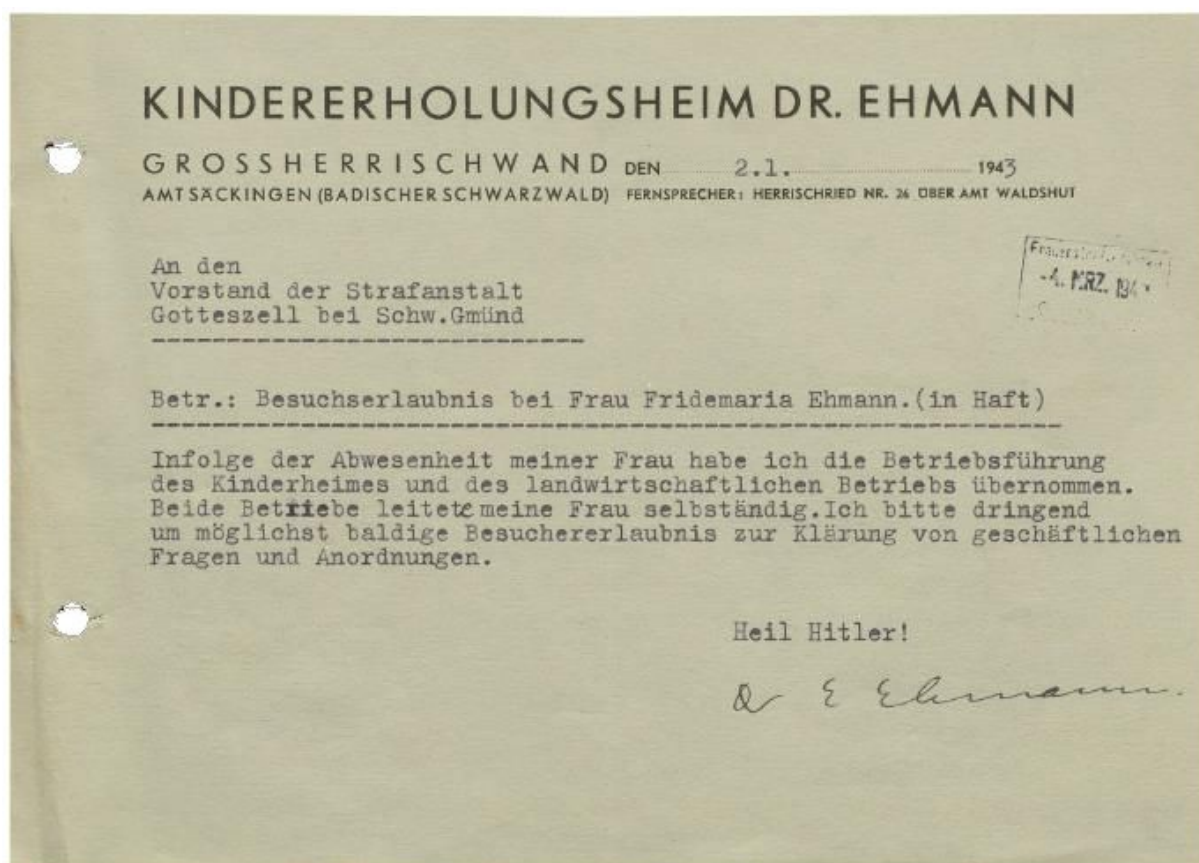 KINDERERHOLUNGSHEIM DR. EHMANN
GROSSHERRISCHWAND DEN 2.1. 1943
AMT SÄCKINGEN (BADISCHER SCHWARZWALD) FERNSPRECHER: HERRISCHRIED NR. 26 ÜBER AMT WALDSHUT
-4. MRZ. 194
An den
Vorstand der Strafanstalt
Gotteszell bei Schw.Gmünd
Betr.: Besuchserlaubnis bei Frau Fridemaria Ehmann.(in Haft)
Infolge der Abwesenheit meiner Frau habe ich die Betriebsführung
des Kinderheimes und des landwirtschaftlichen Betriebs übernommen.
Beide Betriebe leitete meine Frau selbständig.Ich bitte dringend
um möglichst baldige Besuchererlaubnis zur Klärung von geschäftlichen
Fragen und Anordnungen.
Heil Hitler!
Dr E Ehmann.